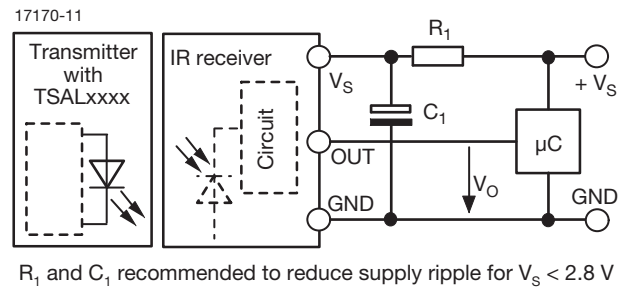 17170-11
Transmitter
with
TSALxxxx
IR receiver
Circuit
VS
OUT
GND
R1
C1
VO
µC
+ VS
GND
R1 and C1 recommended to reduce supply ripple for VS < 2.8 V